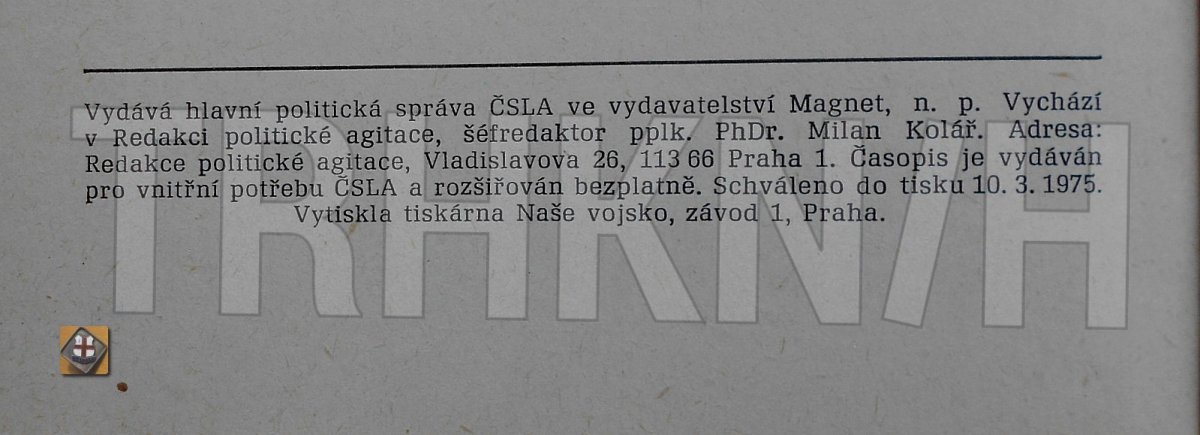 Vydává hlavní politická správa ČSLA ve vydavatelství Magnet, n. p. Vychází
v Redakci politické agitace, šéfredaktor pplk. PhDr. Milan Kolář. Adresa:
Redakce politické agitace, Vladislavova 26, 113 66 Praha 1. Časopis je vydáván
pro vnitřní potřebu ČSLA a rozšiřován bezplatně. Schváleno do tisku 10. 3. 1975.
Vytiskla tiskárna Naše vojsko, závod 1, Praha.
TRHKN/H